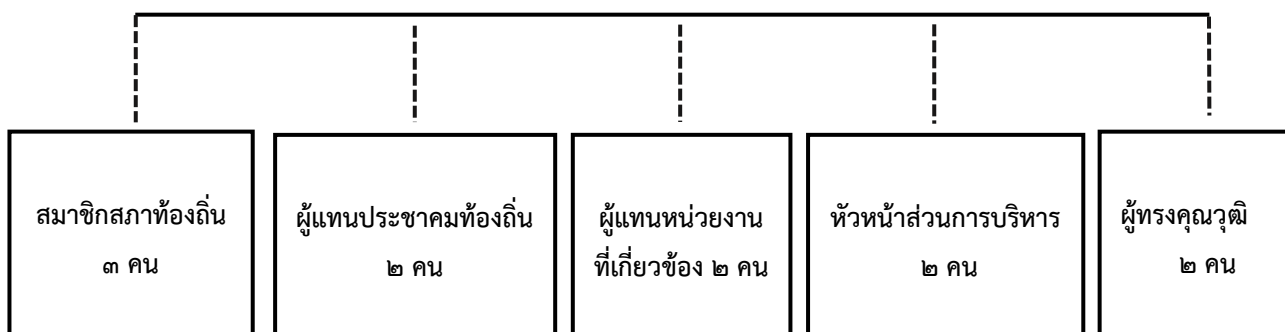 สมาชิกสภาท้องถิ่น
๓ คน
ผู้แทนประชาคมท้องถิ่น
๒ คน
ผู้แทนหน่วยงาน
ที่เกี่ยวข้อง ๒ คน
หัวหน้าส่วนการบริหาร
๒ คน
ผู้ทรงคุณวุฒิ
๒ คน